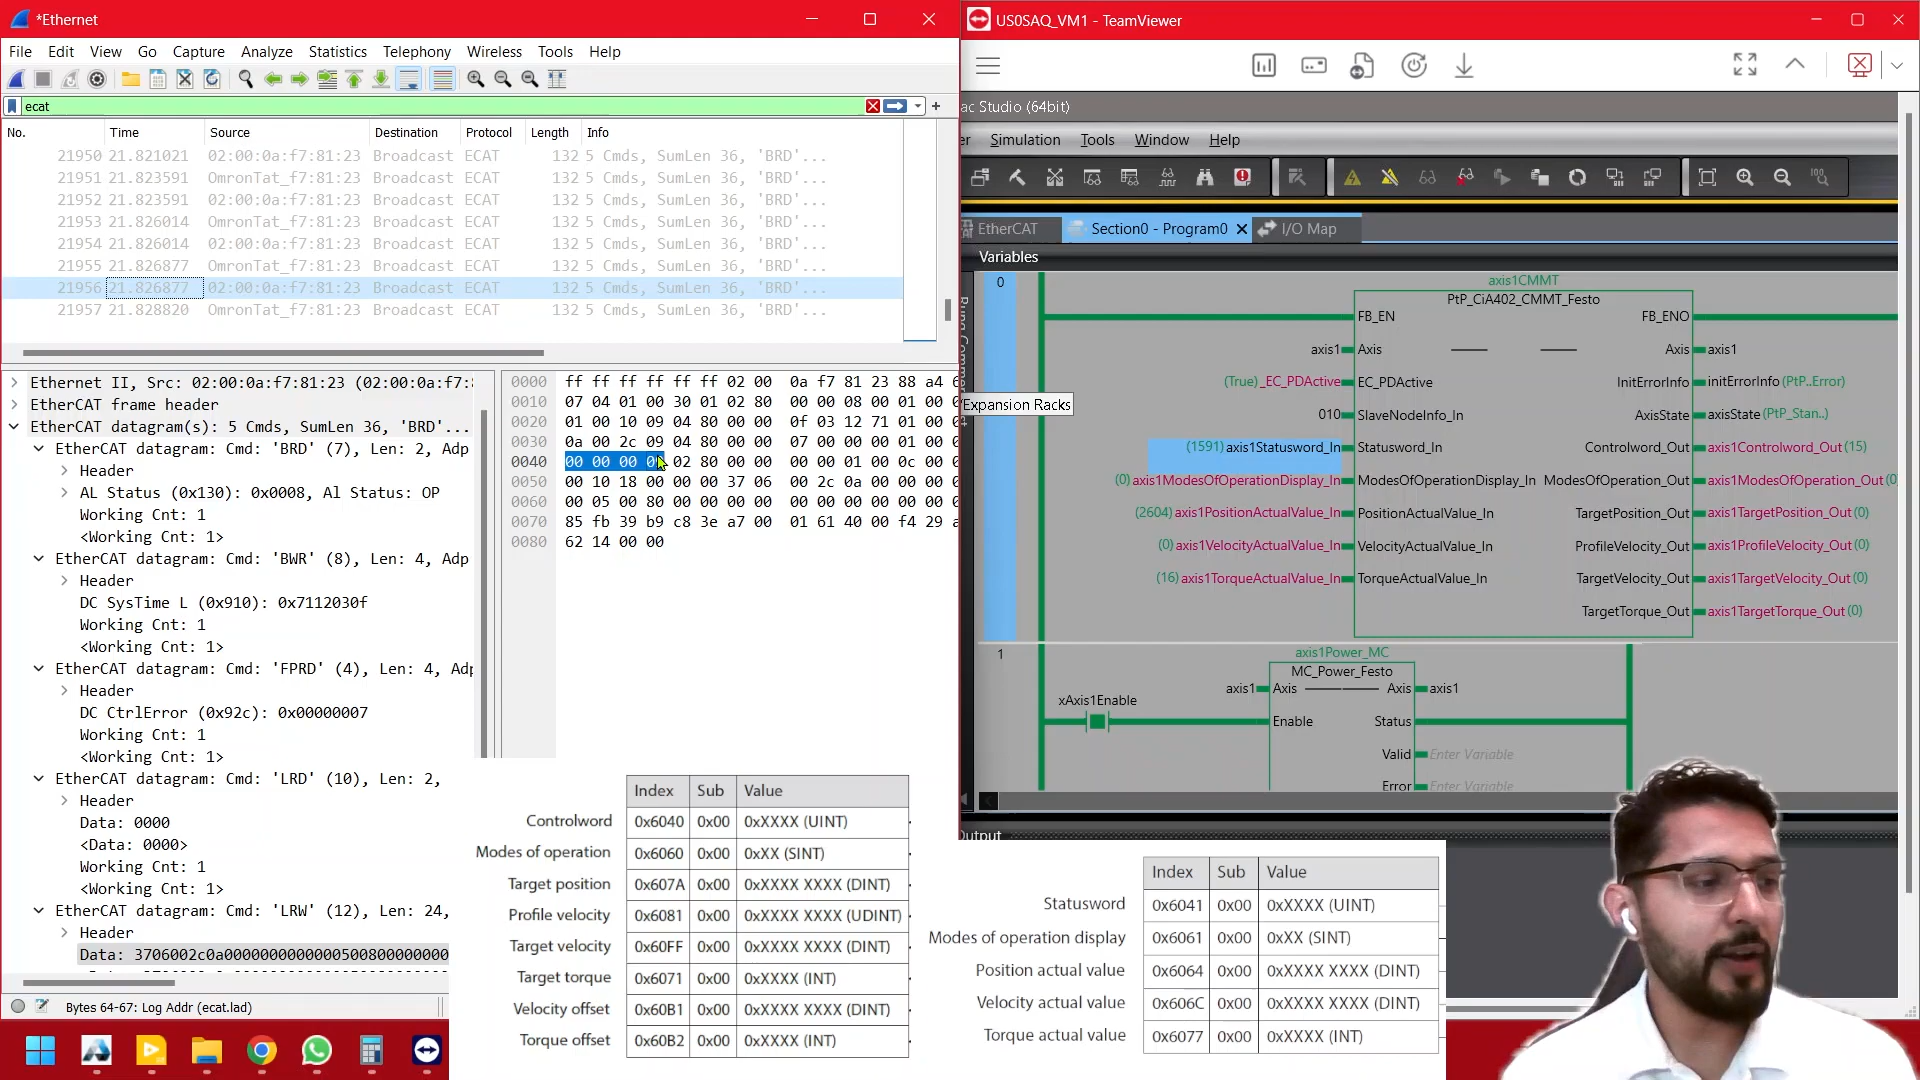 *Ethernet
File Edit View Go Capture Analyze Statistics Telephony Wireless Tools Help
ecat
No. Time Source Destination Protocol Length Info
21950 21.821021 02:00:0a:f7:81:23 Broadcast ECAT 132 5 Cmds, SumLen 36, 'BRD'...
21951 21.823591 OmronTat_f7:81:23 Broadcast ECAT 132 5 Cmds, SumLen 36, 'BRD'...
21952 21.823591 02:00:0a:f7:81:23 Broadcast ECAT 132 5 Cmds, SumLen 36, 'BRD'...
21953 21.826014 OmronTat_f7:81:23 Broadcast ECAT 132 5 Cmds, SumLen 36, 'BRD'...
21954 21.826014 02:00:0a:f7:81:23 Broadcast ECAT 132 5 Cmds, SumLen 36, 'BRD'...
21955 21.826877 OmronTat_f7:81:23 Broadcast ECAT 132 5 Cmds, SumLen 36, 'BRD'...
21956 21.826877 02:00:0a:f7:81:23 Broadcast ECAT 132 5 Cmds, SumLen 36, 'BRD'...
21957 21.828820 OmronTat_f7:81:23 Broadcast ECAT 132 5 Cmds, SumLen 36, 'BRD'...
Ethernet II, Src: 02:00:0a:f7:81:23 (02:00:0a:f7:8
EtherCAT frame header
EtherCAT datagram(s): 5 Cmds, SumLen 36, 'BRD'...
EtherCAT datagram: Cmd: 'BRD' (7), Len: 2, Adp
Header
AL Status (0x130): 0x0008, Al Status: OP
Working Cnt: 1
<Working Cnt: 1>
EtherCAT datagram: Cmd: 'BWR' (8), Len: 4, Adp
Header
DC SysTime L (0x910): 0x7112030f
Working Cnt: 1
<Working Cnt: 1>
EtherCAT datagram: Cmd: 'FPRD' (4), Len: 4, Adp
Header
DC CtrlError (0x92c): 0x00000007
Working Cnt: 1
<Working Cnt: 1>
EtherCAT datagram: Cmd: 'LRD' (10), Len: 2,
Header
Data: 0000
<Data: 0000>
Working Cnt: 1
<Working Cnt: 1>
EtherCAT datagram: Cmd: 'LRW' (12), Len: 24,
Header
Data: 3706002c0a0000000000000500800000000
Bytes 64-67: Log Addr (ecat.lad)
0000 ff ff ff ff ff ff 02 00 0a f7 81 23 88 a4 6
0010 07 04 01 00 30 01 02 80 00 00 08 00 01 00 0
0020 01 00 10 09 04 80 00 00 0f 03 12 71 01 00 0
0030 0a 00 2c 09 04 80 00 00 07 00 00 00 01 00 0
0040 00 00 00 09 02 80 00 00 00 00 01 00 0c 00 0
0050 00 10 18 00 00 00 37 06 00 2c 0a 00 00 00 0
0060 00 05 00 80 00 00 00 00 00 00 00 00 00 00 0
0070 85 fb 39 b9 c8 3e a7 00 01 61 40 00 f4 29 a
0080 62 14 00 00
Index Sub Value
Controlword 0x6040 0x00 0xXXXX (UINT)
Modes of operation 0x6060 0x00 0xXX (SINT)
Target position 0x607A 0x00 0xXXXX XXXX (DINT)
Profile velocity 0x6081 0x00 0xXXXX XXXX (UDINT)
Target velocity 0x60FF 0x00 0xXXXX XXXX (DINT)
Target torque 0x6071 0x00 0xXXXX (INT)
Velocity offset 0x60B1 0x00 0xXXXX XXXX (DINT)
Torque offset 0x60B2 0x00 0xXXXX (INT)
US0SAQ_VM1 - TeamViewer
ac Studio (64bit)
er Simulation Tools Window Help
EtherCAT Section0 - Program0 I/O Map
Variables
Expansion Racks
0
axis1CMMT
PtP_CiA402_CMMT_Festo
FB_EN FB_ENO
axis1 Axis Axis axis1
(True) _EC_PDActive EC_PDActive InitErrorInfo initErrorInfo (PtP..Error)
010 SlaveNodeInfo_In AxisState axisState (PtP_Stan..)
(1591) axis1Statusword_In Statusword_In Controlword_Out axis1Controlword_Out (15)
(0) axis1ModesOfOperationDisplay_In ModesOfOperationDisplay_In ModesOfOperation_Out axis1ModesOfOperation_Out (0
(2604) axis1PositionActualValue_In PositionActualValue_In TargetPosition_Out axis1TargetPosition_Out (0)
(0) axis1VelocityActualValue_In VelocityActualValue_In ProfileVelocity_Out axis1ProfileVelocity_Out (0)
(16) axis1TorqueActualValue_In TorqueActualValue_In TargetVelocity_Out axis1TargetVelocity_Out (0)
TargetTorque_Out axis1TargetTorque_Out (0)
1
axis1Power_MC
MC_Power_Festo
axis1 Axis Axis axis1
xAxis1Enable
Enable Status
Valid Enter Variable
Error Enter Variable
Output
Index Sub Value
Statusword 0x6041 0x00 0xXXXX (UINT)
Modes of operation display 0x6061 0x00 0xXX (SINT)
Position actual value 0x6064 0x00 0xXXXX XXXX (DINT)
Velocity actual value 0x606C 0x00 0xXXXX XXXX (DINT)
Torque actual value 0x6077 0x00 0xXXXX (INT)